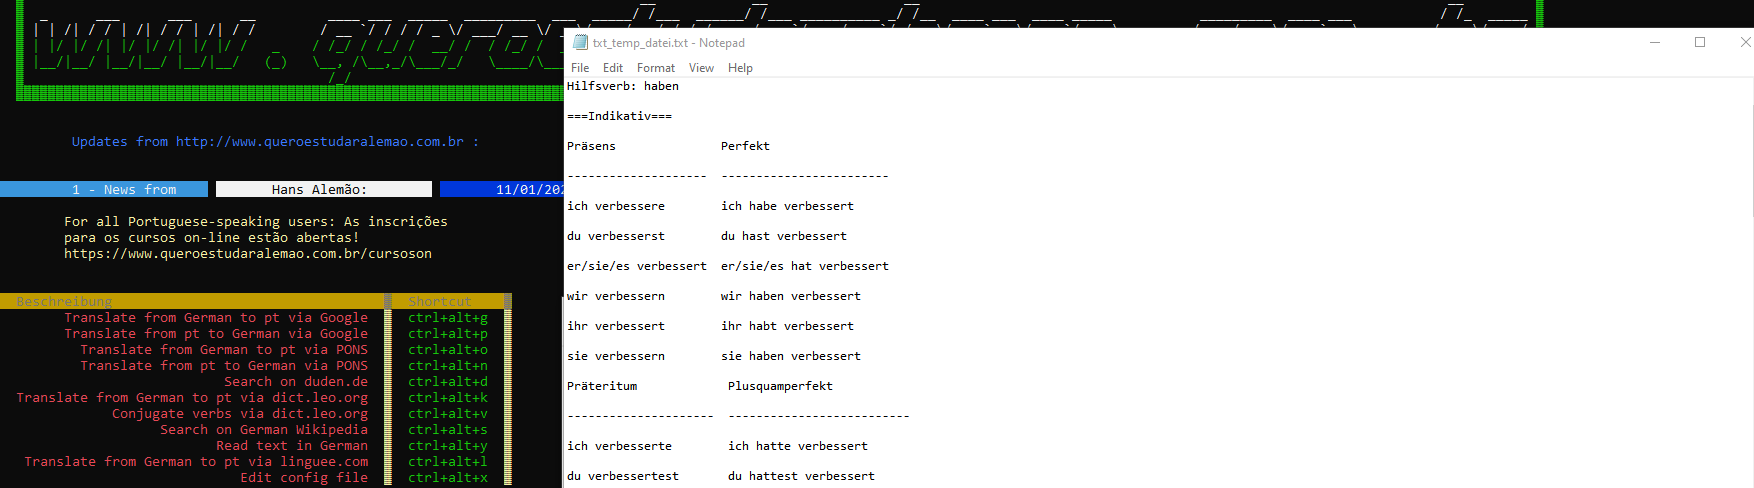 Updates from http://www.queroestudaralemao.com.br :
1 - News from Hans Alemão:
For all Portuguese-speaking users: As inscrições
para os cursos on-line estão abertas!
https://www.queroestudaralemao.com.br/cursoson
Beschreibung Shortcut
Translate from German to pt via Google ctrl+alt+g
Translate from pt to German via Google ctrl+alt+p
Translate from German to pt via PONS ctrl+alt+o
Translate from pt to German via PONS ctrl+alt+n
Search on duden.de ctrl+alt+d
Translate from German to pt via dict.leo.org ctrl+alt+k
Conjugate verbs via dict.leo.org ctrl+alt+v
Search on German Wikipedia ctrl+alt+s
Read text in German ctrl+alt+y
Translate from German to pt via linguee.com ctrl+alt+l
Edit config file ctrl+alt+x
txt_temp_datei.txt - Notepad
File Edit Format View Help
Hilfsverb: haben
===Indikativ===
Präsens Perfekt
-------------------- ------------------------
ich verbessere ich habe verbessert
du verbesserst du hast verbessert
er/sie/es verbessert er/sie/es hat verbessert
wir verbessern wir haben verbessert
ihr verbessert ihr habt verbessert
sie verbessern sie haben verbessert
Präteritum Plusquamperfekt
--------------------- --------------------------
ich verbesserte ich hatte verbessert
du verbessertest du hattest verbessert